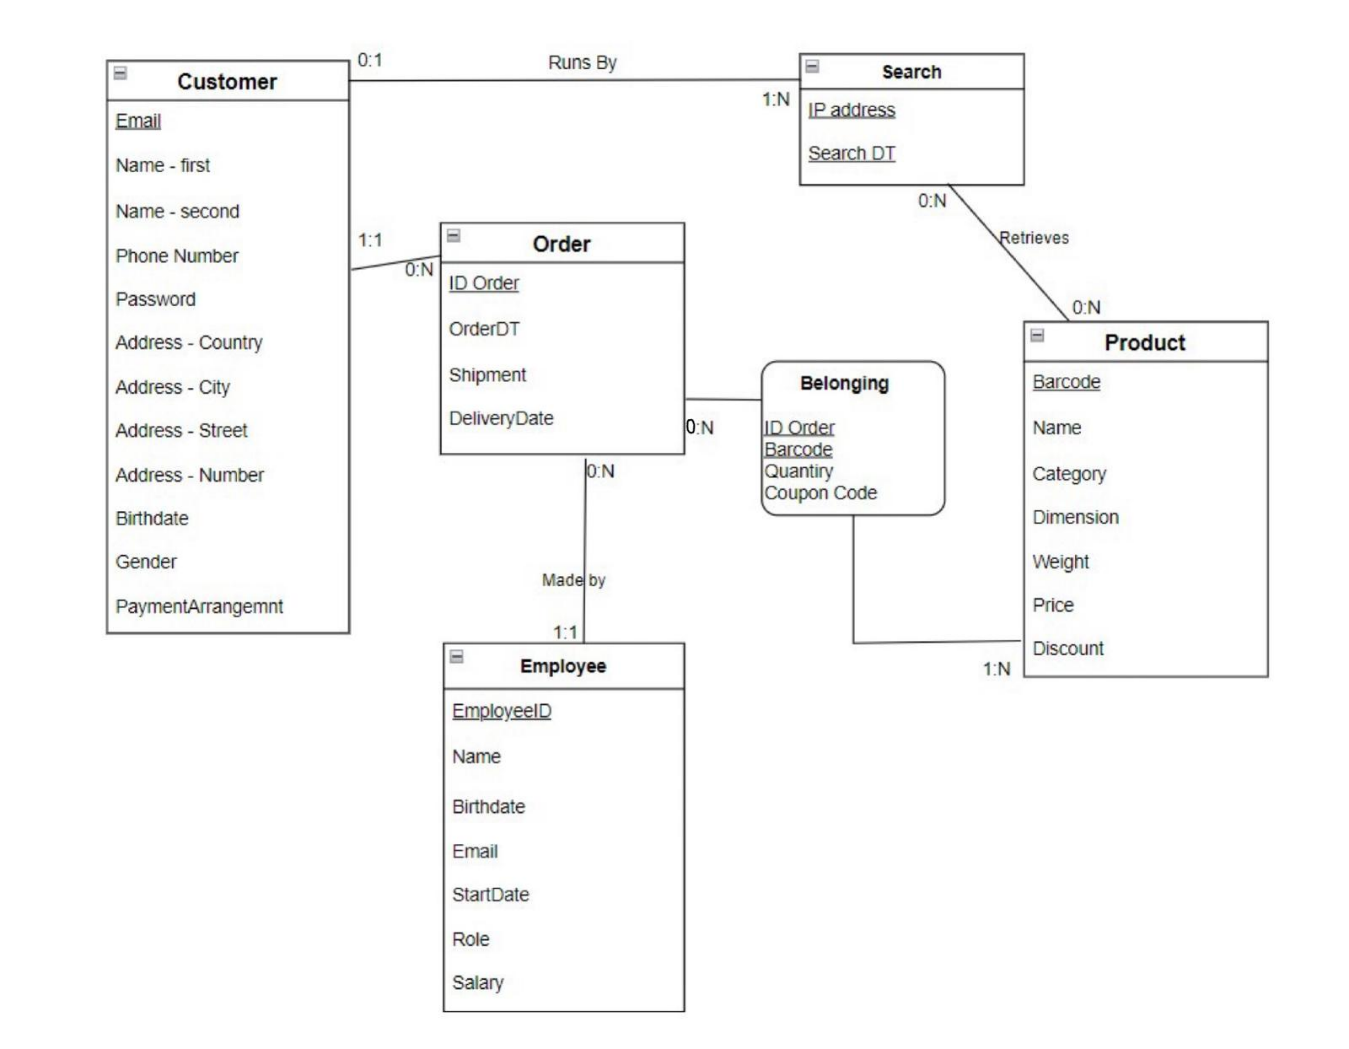 0:1
Runs By
1:N
Customer
Email
Name - first
Name - second
Phone Number
Password
Address - Country
Address - City
Address - Street
Address - Number
Birthdate
Gender
PaymentArrangemnt
Search
IP address
Search DT
0:N
Retrieves
0:N
1:1
0:N
Order
ID Order
OrderDT
Shipment
DeliveryDate
0:N
Belonging
ID Order
Barcode
Quantiry
Coupon Code
1:N
Product
Barcode
Name
Category
Dimension
Weight
Price
Discount
0:N
Made by
1:1
Employee
EmployeeID
Name
Birthdate
Email
StartDate
Role
Salary